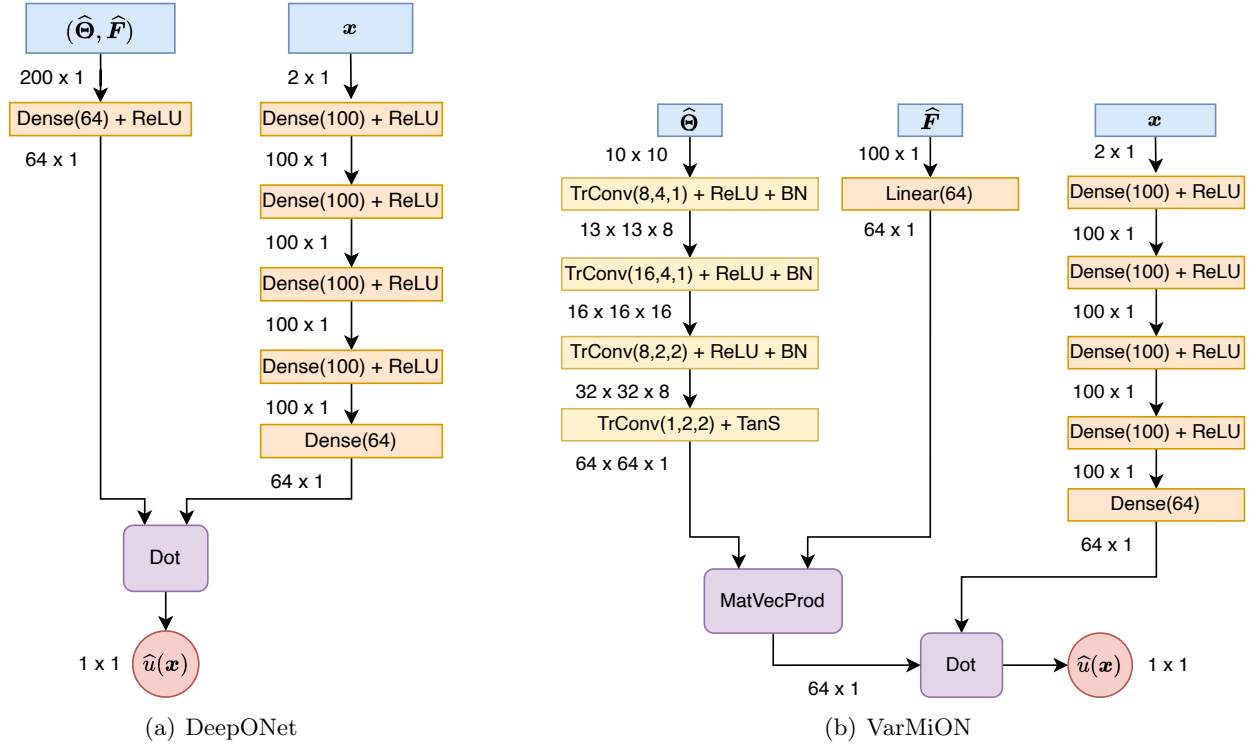 (Θ̂, F̂)
200 x 1
Dense(64) + ReLU
64 x 1
x
2 x 1
Dense(100) + ReLU
100 x 1
Dense(100) + ReLU
100 x 1
Dense(100) + ReLU
100 x 1
Dense(100) + ReLU
100 x 1
Dense(64)
64 x 1
Dot
1 x 1
û(x)
(a) DeepONet
Θ̂
10 x 10
TrConv(8,4,1) + ReLU + BN
13 x 13 x 8
TrConv(16,4,1) + ReLU + BN
16 x 16 x 16
TrConv(8,2,2) + ReLU + BN
32 x 32 x 8
TrConv(1,2,2) + TanS
64 x 64 x 1
F̂
100 x 1
Linear(64)
64 x 1
x
2 x 1
Dense(100) + ReLU
100 x 1
Dense(100) + ReLU
100 x 1
Dense(100) + ReLU
100 x 1
Dense(100) + ReLU
100 x 1
Dense(64)
64 x 1
MatVecProd
64 x 1
Dot
û(x)
1 x 1
(b) VarMiON